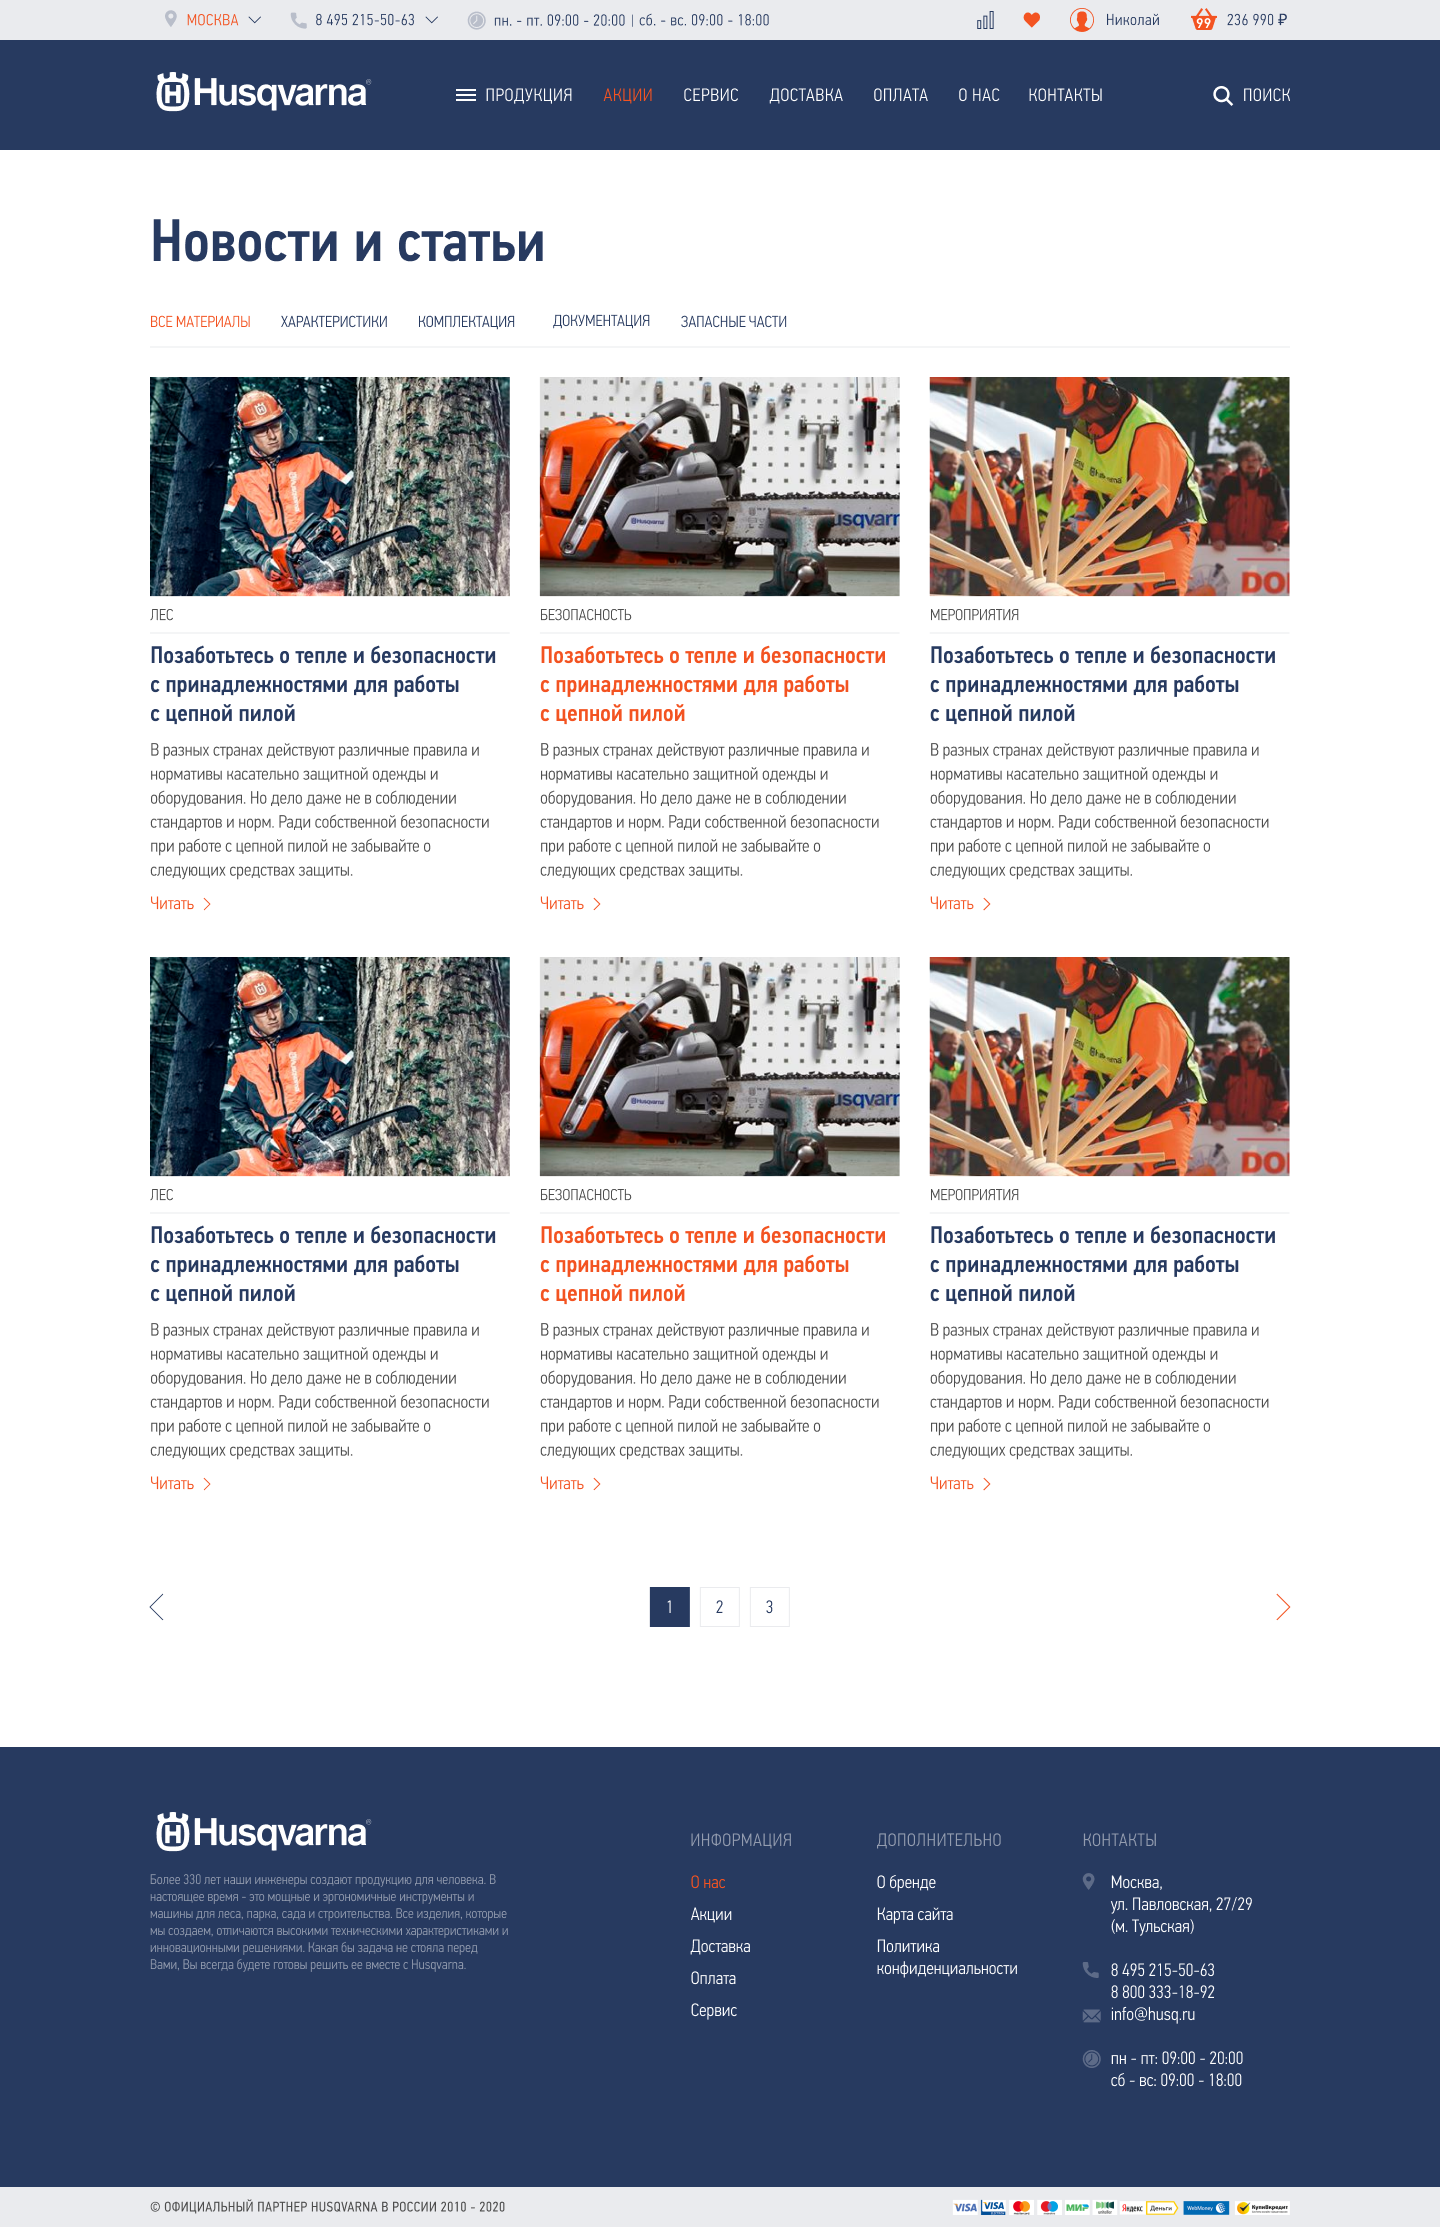 МОСКВА 8 495 215-50-63 пн. - пт. 09:00 - 20:00 | сб. - вс. 09:00 - 18:00 Николай 99 236 990 ₽
Husqvarna® ПРОДУКЦИЯ АКЦИИ СЕРВИС ДОСТАВКА ОПЛАТА О НАС КОНТАКТЫ ПОИСК
Новости и статьи
ВСЕ МАТЕРИАЛЫ ХАРАКТЕРИСТИКИ КОМПЛЕКТАЦИЯ ДОКУМЕНТАЦИЯ ЗАПАСНЫЕ ЧАСТИ
ЛЕС
Позаботьтесь о тепле и безопасности
с принадлежностями для работы
с цепной пилой
В разных странах действуют различные правила и
нормативы касательно защитной одежды и
оборудования. Но дело даже не в соблюдении
стандартов и норм. Ради собственной безопасности
при работе с цепной пилой не забывайте о
следующих средствах защиты.
Читать
Husqvarna
usqvarn
БЕЗОПАСНОСТЬ
Позаботьтесь о тепле и безопасности
с принадлежностями для работы
с цепной пилой
В разных странах действуют различные правила и
нормативы касательно защитной одежды и
оборудования. Но дело даже не в соблюдении
стандартов и норм. Ради собственной безопасности
при работе с цепной пилой не забывайте о
следующих средствах защиты.
Читать
Husqvarna
DOL
МЕРОПРИЯТИЯ
Позаботьтесь о тепле и безопасности
с принадлежностями для работы
с цепной пилой
В разных странах действуют различные правила и
нормативы касательно защитной одежды и
оборудования. Но дело даже не в соблюдении
стандартов и норм. Ради собственной безопасности
при работе с цепной пилой не забывайте о
следующих средствах защиты.
Читать
ЛЕС
Позаботьтесь о тепле и безопасности
с принадлежностями для работы
с цепной пилой
В разных странах действуют различные правила и
нормативы касательно защитной одежды и
оборудования. Но дело даже не в соблюдении
стандартов и норм. Ради собственной безопасности
при работе с цепной пилой не забывайте о
следующих средствах защиты.
Читать
Husqvarna
usqvarn
БЕЗОПАСНОСТЬ
Позаботьтесь о тепле и безопасности
с принадлежностями для работы
с цепной пилой
В разных странах действуют различные правила и
нормативы касательно защитной одежды и
оборудования. Но дело даже не в соблюдении
стандартов и норм. Ради собственной безопасности
при работе с цепной пилой не забывайте о
следующих средствах защиты.
Читать
Husqvarna
DOL
МЕРОПРИЯТИЯ
Позаботьтесь о тепле и безопасности
с принадлежностями для работы
с цепной пилой
В разных странах действуют различные правила и
нормативы касательно защитной одежды и
оборудования. Но дело даже не в соблюдении
стандартов и норм. Ради собственной безопасности
при работе с цепной пилой не забывайте о
следующих средствах защиты.
Читать
1 2 3
Husqvarna®
Более 330 лет наши инженеры создают продукцию для человека. В
настоящее время - это мощные и эргономичные инструменты и
машины для леса, парка, сада и строительства. Все изделия, которые
мы создаем, отличаются высокими техническими характеристиками и
инновационными решениями. Какая бы задача не стояла перед
Вами, Вы всегда будете готовы решить ее вместе с Husqvarna.
ИНФОРМАЦИЯ
О нас
Акции
Доставка
Оплата
Сервис
ДОПОЛНИТЕЛЬНО
О бренде
Карта сайта
Политика
конфиденциальности
КОНТАКТЫ
Москва,
ул. Павловская, 27/29
(м. Тульская)
8 495 215-50-63
8 800 333-18-92
info@husq.ru
пн - пт: 09:00 - 20:00
сб - вс: 09:00 - 18:00
© ОФИЦИАЛЬНЫЙ ПАРТНЕР HUSQVARNA В РОССИИ 2010 - 2020
VISA VISA МИР Яндекс Деньги WebMoney КупиВкредит